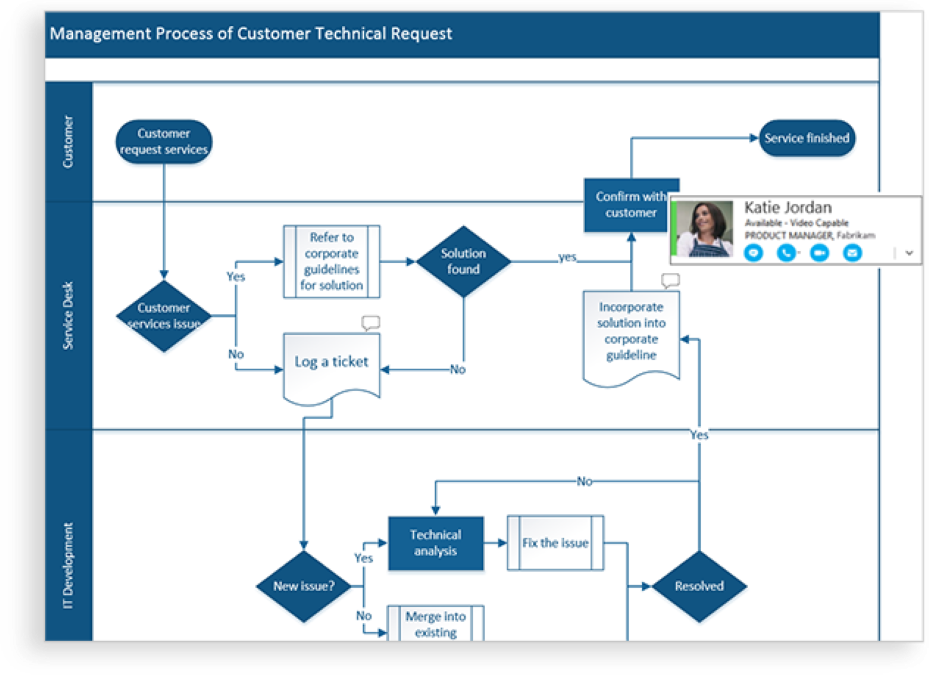 Management Process of Customer Technical Request
Customer
Customer
request services
Service finished
Confirm with
customer
Katie Jordan
Available - Video Capable
PRODUCT MANAGER, Fabrikam
Service Desk
Refer to
corporate
guidelines
for solution
Solution
found
yes
Yes
Customer
services issue
No
Log a ticket
No
Incorporate
solution into
corporate
guideline
Yes
IT Development
No
Technical
analysis
Fix the issue
Yes
New issue?
Resolved
No
Merge into
existing